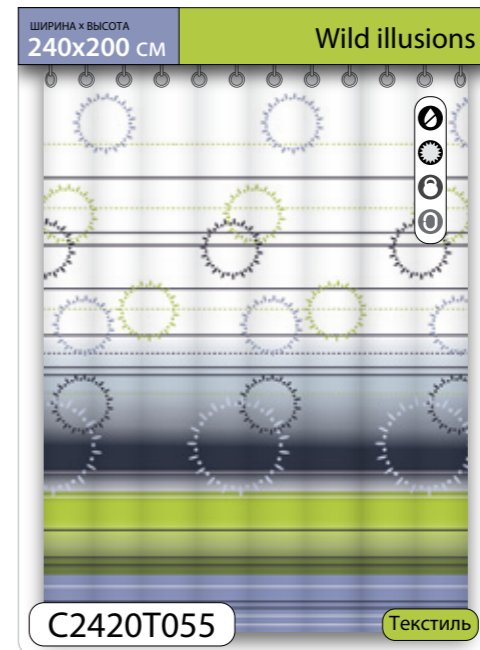 ШИРИНА × ВЫСОТА
240x200 СМ
Wild illusions
C2420T055
Текстиль